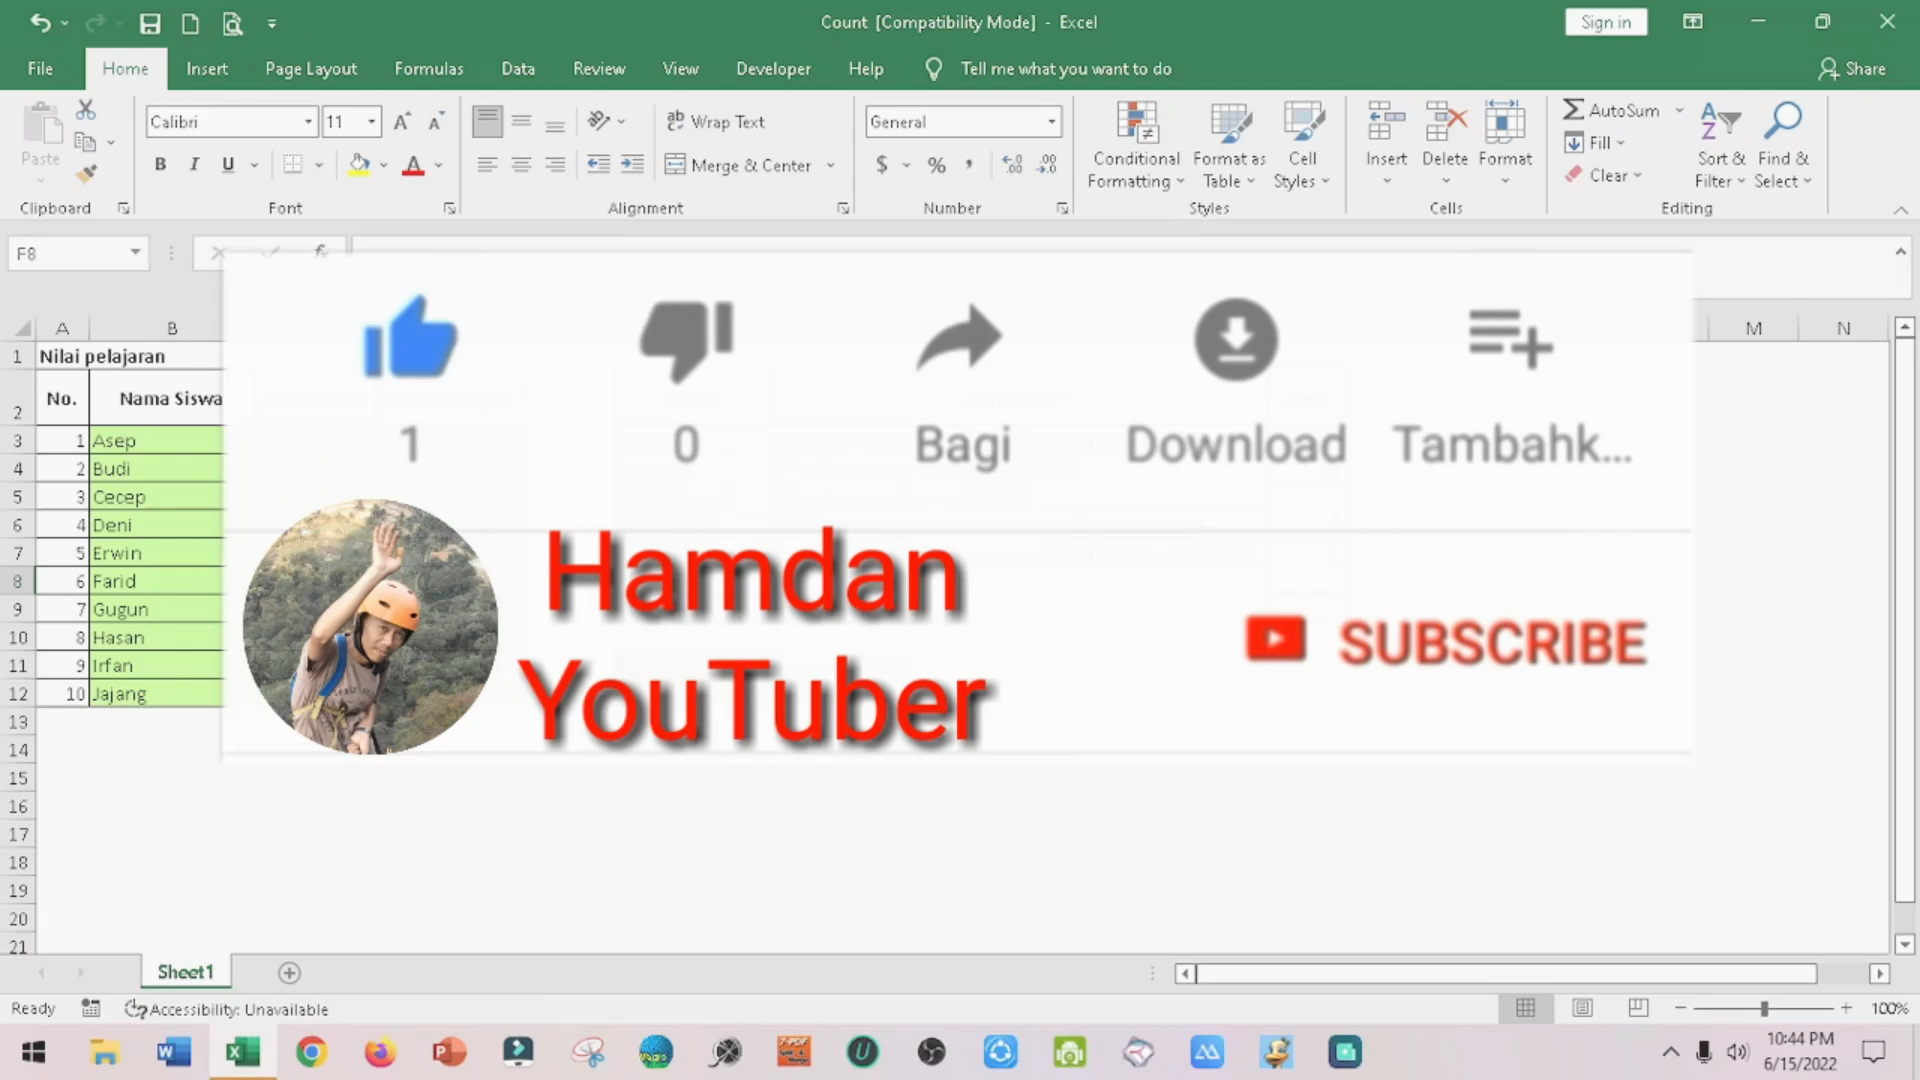 Count [Compatibility Mode] - Excel
Sign in
File Home Insert Page Layout Formulas Data Review View Developer Help Tell me what you want to do Share
Paste
Calibri 11
B I U
Wrap Text
Merge & Center
General
$ % ,
Conditional Formatting
Format as Table
Cell Styles
Insert Delete Format
AutoSum
Fill
Clear
Sort & Filter
Find & Select
Clipboard Font Alignment Number Styles Cells Editing
F8
fx
A B M N
1 Nilai pelajaran
2 No. Nama Siswa
3 1 Asep
4 2 Budi
5 3 Cecep
6 4 Deni
7 5 Erwin
8 6 Farid
9 7 Gugun
10 8 Hasan
11 9 Irfan
12 10 Jajang
13
14
15
16
17
18
19
20
21
1 0 Bagi Download Tambahk...
Hamdan
YouTuber
SUBSCRIBE
Sheet1
Ready Accessibility: Unavailable 100%
10:44 PM
6/15/2022